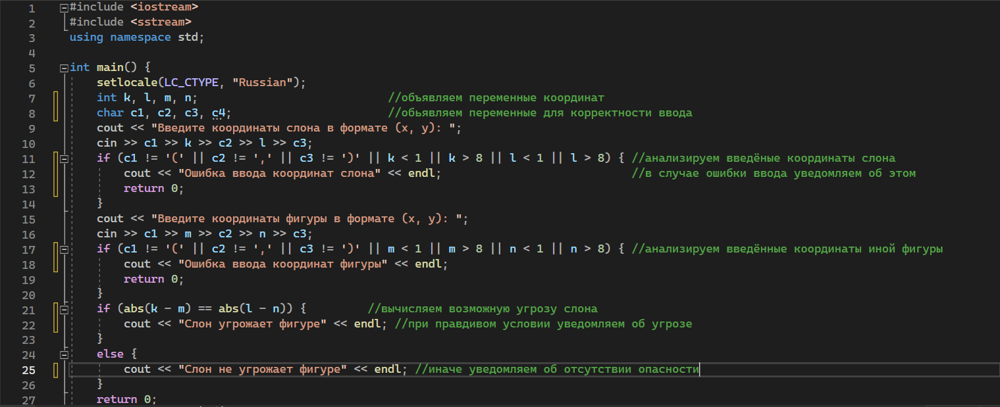 1 #include <iostream>
2 #include <sstream>
3 using namespace std;
4
5 int main() {
6 setlocale(LC_CTYPE, "Russian");
7 int k, l, m, n; //объявляем переменные координат
8 char c1, c2, c3, c4; //обьявляем переменные для корректности ввода
9 cout << "Введите координаты слона в формате (x, y): ";
10 cin >> c1 >> k >> c2 >> l >> c3;
11 if (c1 != '(' || c2 != ',' || c3 != ')' || k < 1 || k > 8 || l < 1 || l > 8) { //анализируем введёные координаты слона
12 cout << "Ошибка ввода координат слона" << endl; //в случае ошибки ввода уведомляем об этом
13 return 0;
14 }
15 cout << "Введите координаты фигуры в формате (x, y): ";
16 cin >> c1 >> m >> c2 >> n >> c3;
17 if (c1 != '(' || c2 != ',' || c3 != ')' || m < 1 || m > 8 || n < 1 || n > 8) { //анализируем введённые координаты иной фигуры
18 cout << "Ошибка ввода координат фигуры" << endl;
19 return 0;
20 }
21 if (abs(k - m) == abs(l - n)) { //вычисляем возможную угрозу слона
22 cout << "Слон угрожает фигуре" << endl; //при правдивом условии уведомляем об угрозе
23 }
24 else {
25 cout << "Слон не угрожает фигуре" << endl; //иначе уведомляем об отсутствии опасности
26 }
27 return 0;